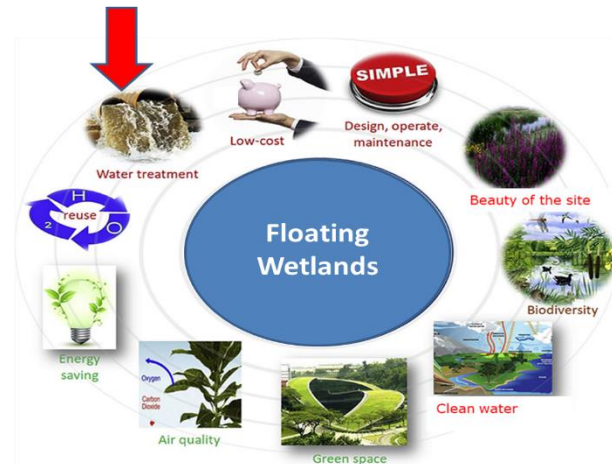 SIMPLE
Low-cost
Design, operate,
maintenance
Water treatment
Beauty of the site
H
2
O
reuse
Floating
Wetlands
Biodiversity
Energy
saving
Oxygen
Carbon
Dioxide
Air quality
Green space
Clean water